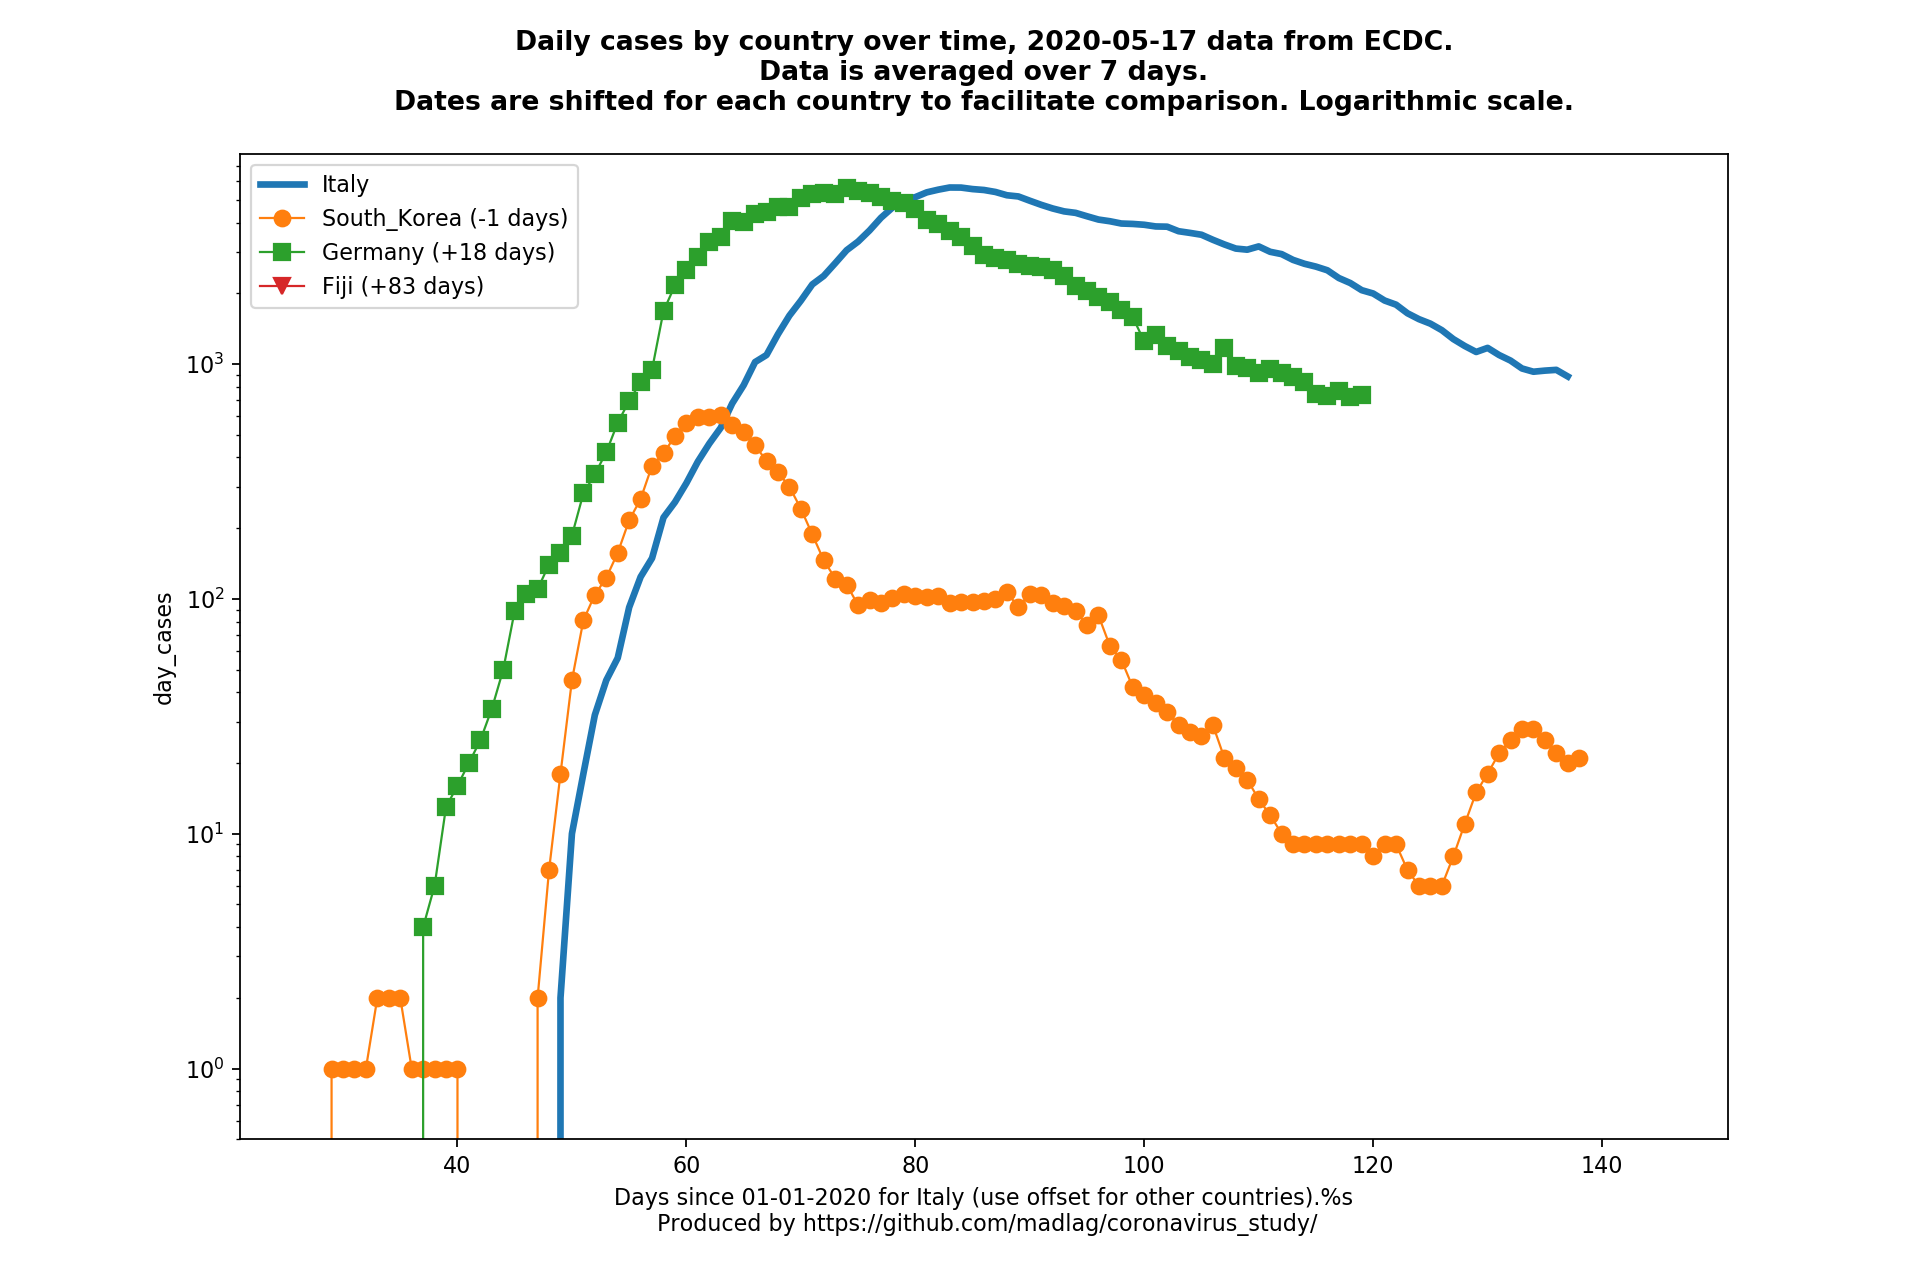 Daily cases by country over time, 2020-05-17 data from ECDC.
Data is averaged over 7 days.
Dates are shifted for each country to facilitate comparison. Logarithmic scale.
Italy
South_Korea (-1 days)
Germany (+18 days)
Fiji (+83 days)
10³
10²
10¹
10⁰
day_cases
40 60 80 100 120 140
Days since 01-01-2020 for Italy (use offset for other countries).%s
Produced by https://github.com/madlag/coronavirus_study/